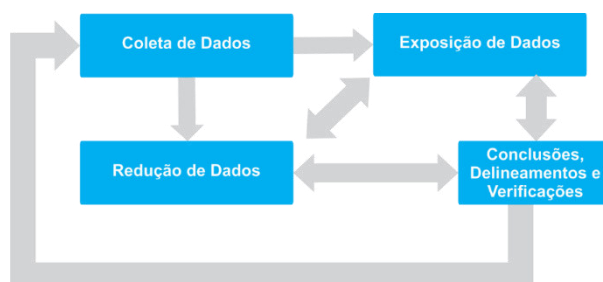 Coleta de Dados
Exposição de Dados
Redução de Dados
Conclusões,
Delineamentos e
Verificações